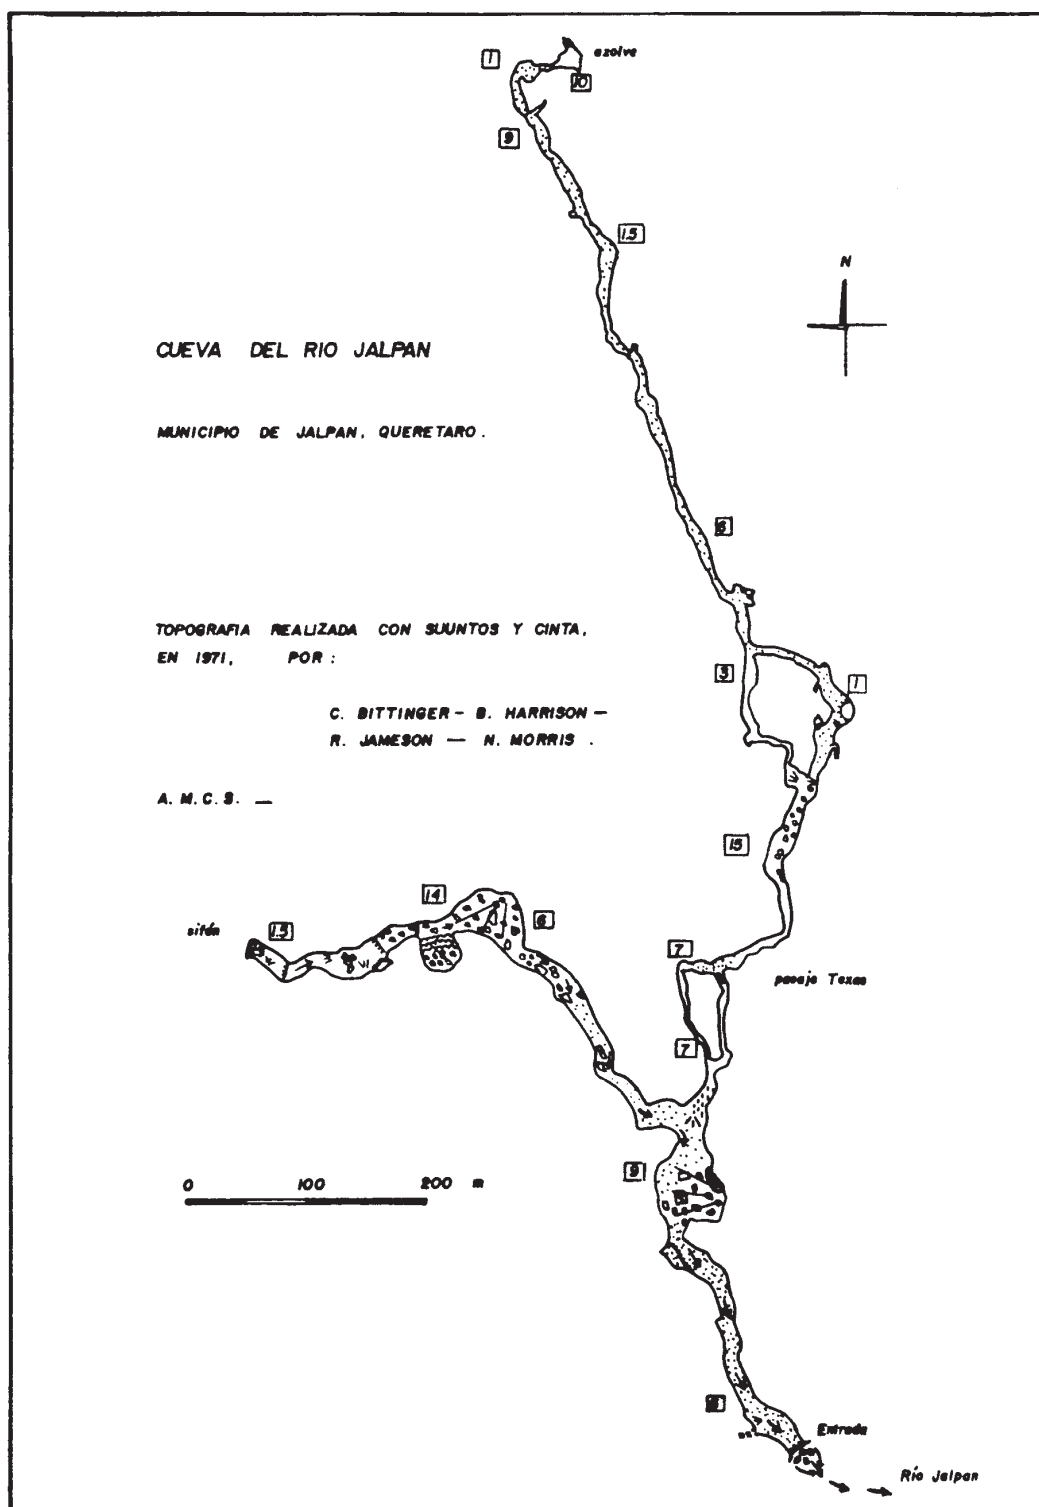 azolve
1
10
9
1.5
N
CUEVA DEL RIO JALPAN
MUNICIPIO DE JALPAN, QUERETARO.
6
TOPOGRAFIA REALIZADA CON SUUNTOS Y CINTA,
EN 1971, POR :
3
1
C. BITTINGER - B. HARRISON -
R. JAMESON - N. MORRIS .
A. M. C. S. -
15
14
6
sifón
1.5
7
pasaje Texas
7
9
0 100 200 m
Entrada
Río Jalpan